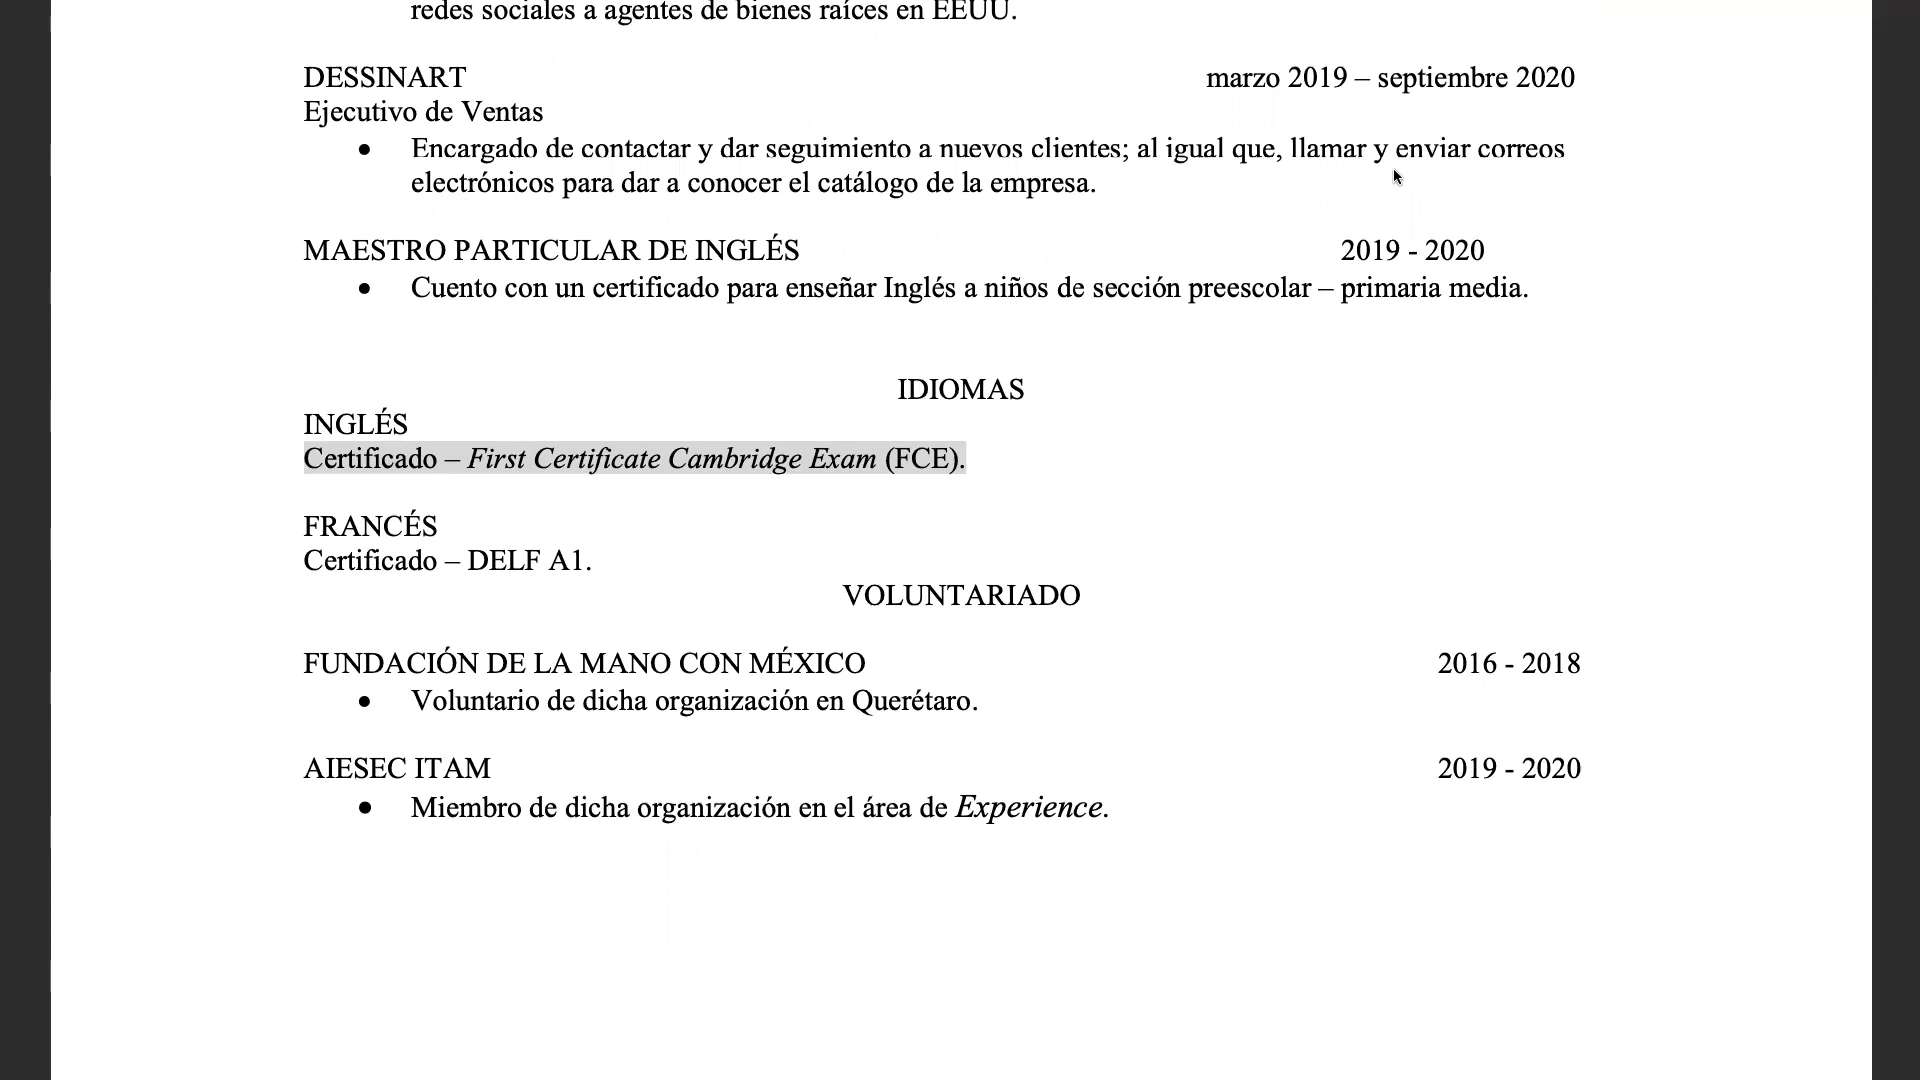 redes sociales a agentes de bienes raíces en EEUU.
DESSINART marzo 2019 – septiembre 2020
Ejecutivo de Ventas
• Encargado de contactar y dar seguimiento a nuevos clientes; al igual que, llamar y enviar correos
electrónicos para dar a conocer el catálogo de la empresa.
MAESTRO PARTICULAR DE INGLÉS 2019 - 2020
• Cuento con un certificado para enseñar Inglés a niños de sección preescolar – primaria media.
IDIOMAS
INGLÉS
Certificado – First Certificate Cambridge Exam (FCE).
FRANCÉS
Certificado – DELF A1.
VOLUNTARIADO
FUNDACIÓN DE LA MANO CON MÉXICO 2016 - 2018
• Voluntario de dicha organización en Querétaro.
AIESEC ITAM 2019 - 2020
• Miembro de dicha organización en el área de Experience.